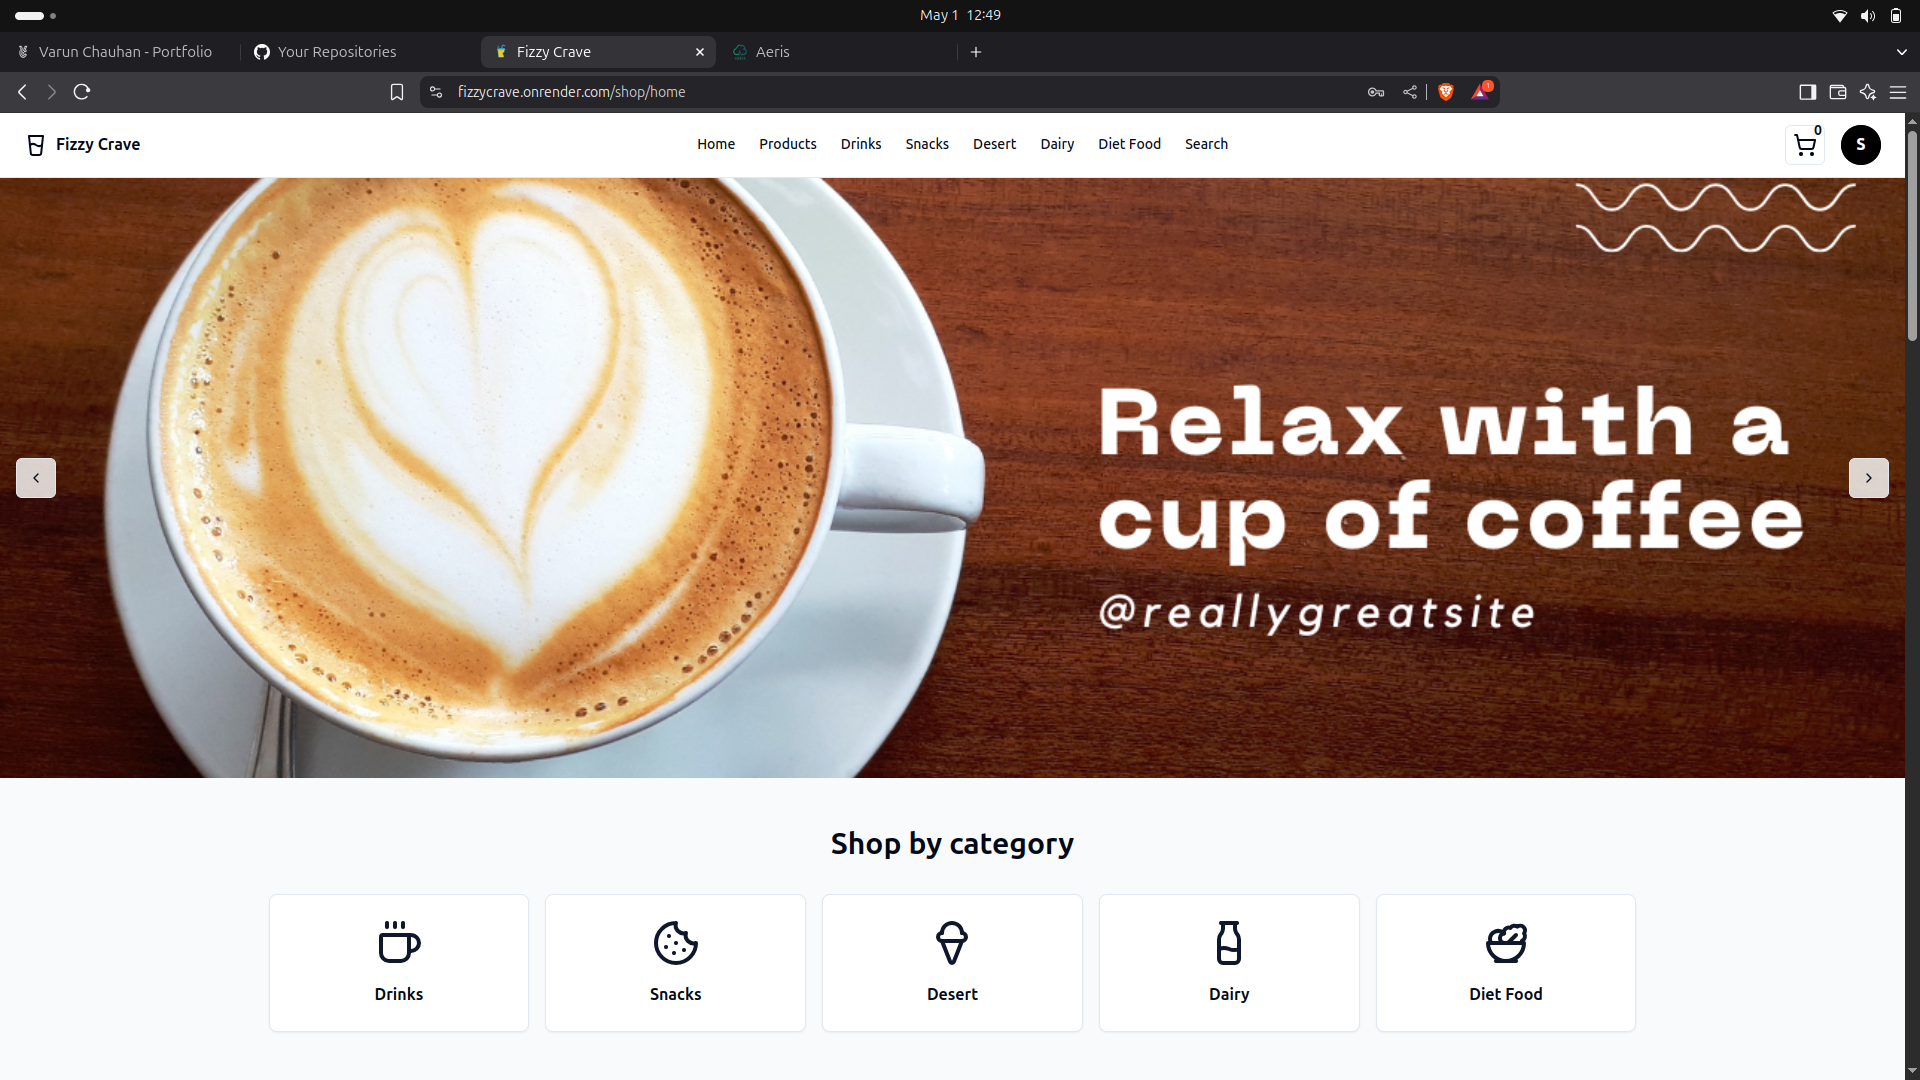 May 1 12:49
Varun Chauhan - Portfolio
Your Repositories
Fizzy Crave
Aeris
fizzycrave.onrender.com/shop/home
1
Fizzy Crave
Home
Products
Drinks
Snacks
Desert
Dairy
Diet Food
Search
0
S
Relax with a
cup of coffee
@reallygreatsite
Shop by category
Drinks
Snacks
Desert
Dairy
Diet Food